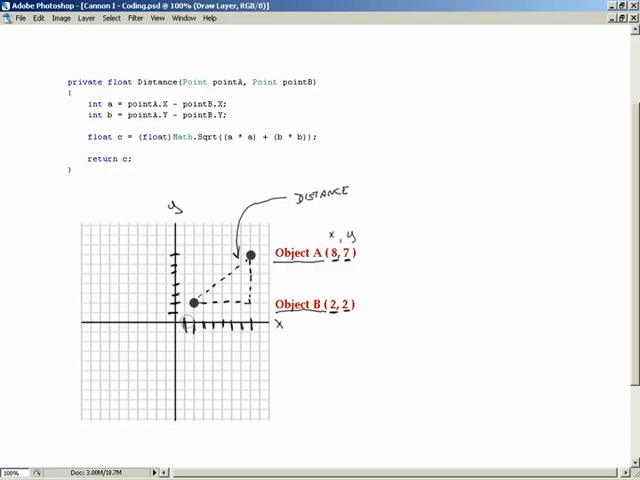 Adobe Photoshop - [Cannon I - Coding.psd @ 100% (Draw Layer, RGB/8)]
File Edit Image Layer Select Filter View Window Help
private float Distance(Point pointA, Point pointB)
{
int a = pointA.X - pointB.X;
int b = pointA.Y - pointB.Y;
float c = (float)Math.Sqrt((a * a) + (b * b));
return c;
}
DISTANCE
y
x, y
Object A ( 8, 7 )
Object B ( 2, 2 )
x
100% Doc: 3.00M/18.7M